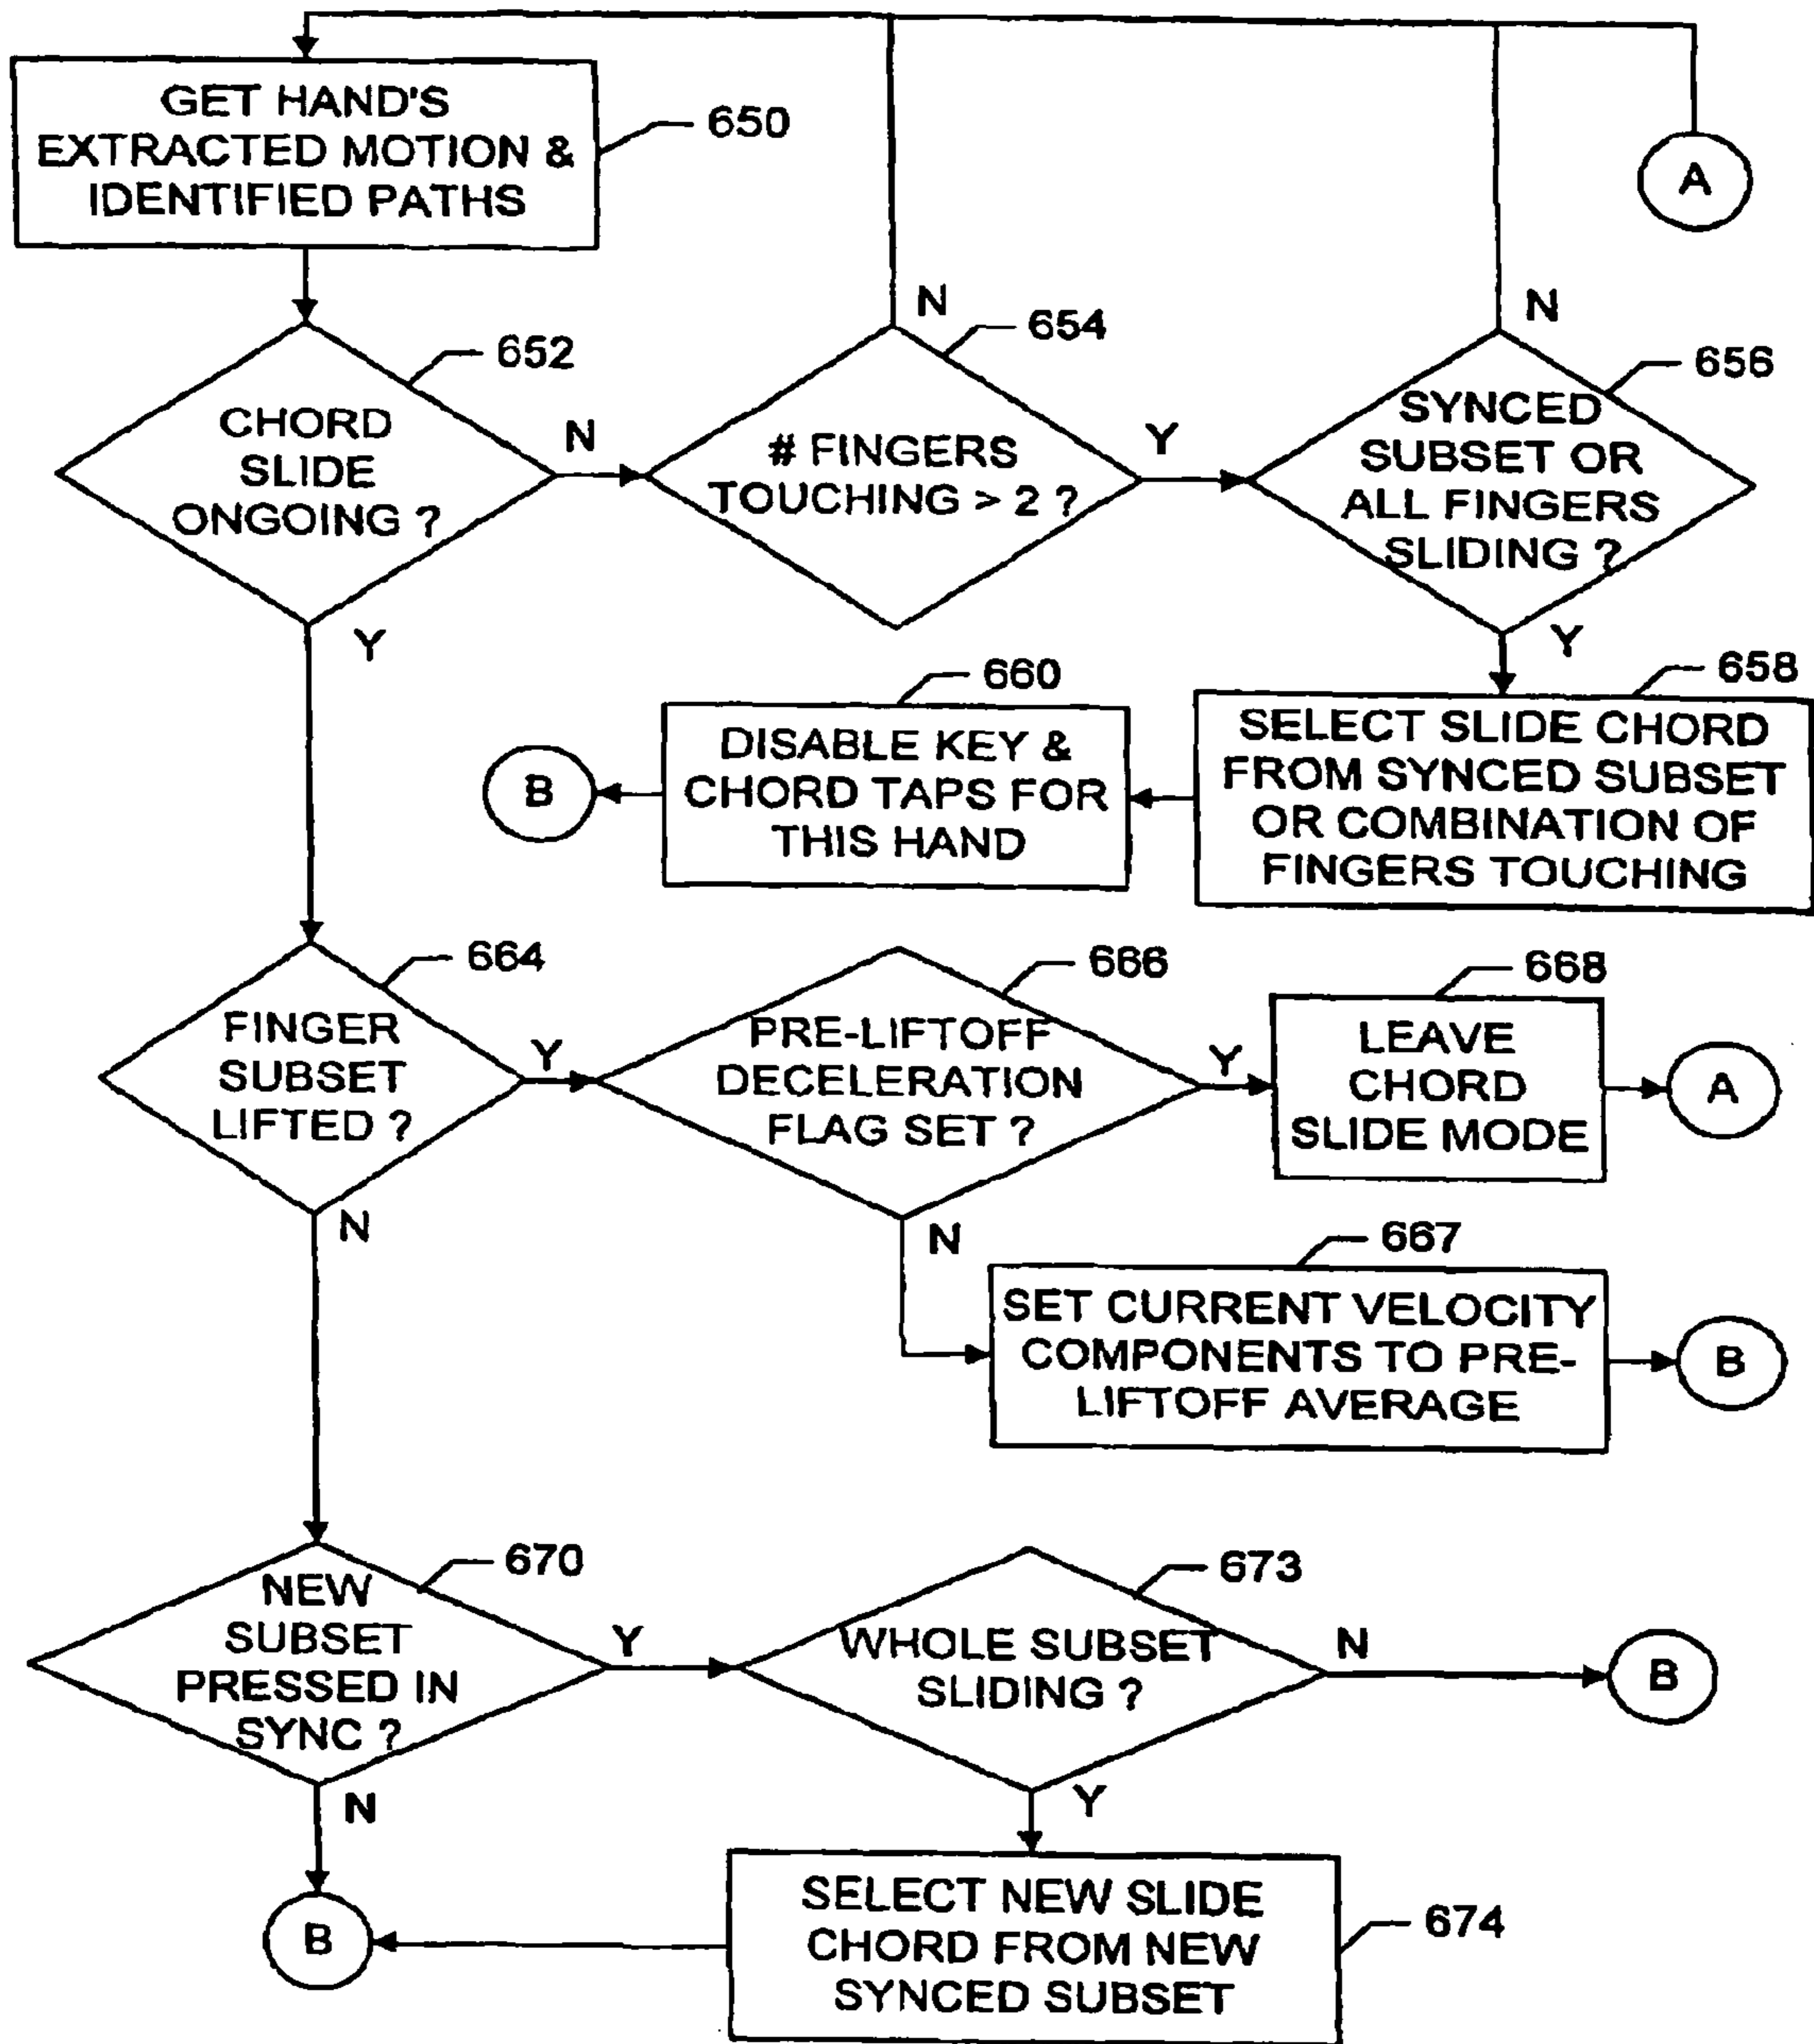 GET HAND'S
EXTRACTED MOTION &
IDENTIFIED PATHS
650
A
CHORD
SLIDE
ONGOING ?
652
N
Y
# FINGERS
TOUCHING > 2 ?
654
N
Y
SYNCED
SUBSET OR
ALL FINGERS
SLIDING ?
656
N
Y
SELECT SLIDE CHORD
FROM SYNCED SUBSET
OR COMBINATION OF
FINGERS TOUCHING
658
DISABLE KEY &
CHORD TAPS FOR
THIS HAND
660
B
FINGER
SUBSET
LIFTED ?
664
Y
N
PRE-LIFTOFF
DECELERATION
FLAG SET ?
666
Y
N
LEAVE
CHORD
SLIDE MODE
668
A
SET CURRENT VELOCITY
COMPONENTS TO PRE-
LIFTOFF AVERAGE
667
B
NEW
SUBSET
PRESSED IN
SYNC ?
670
Y
N
WHOLE SUBSET
SLIDING ?
673
N
B
Y
SELECT NEW SLIDE
CHORD FROM NEW
SYNCED SUBSET
674
B